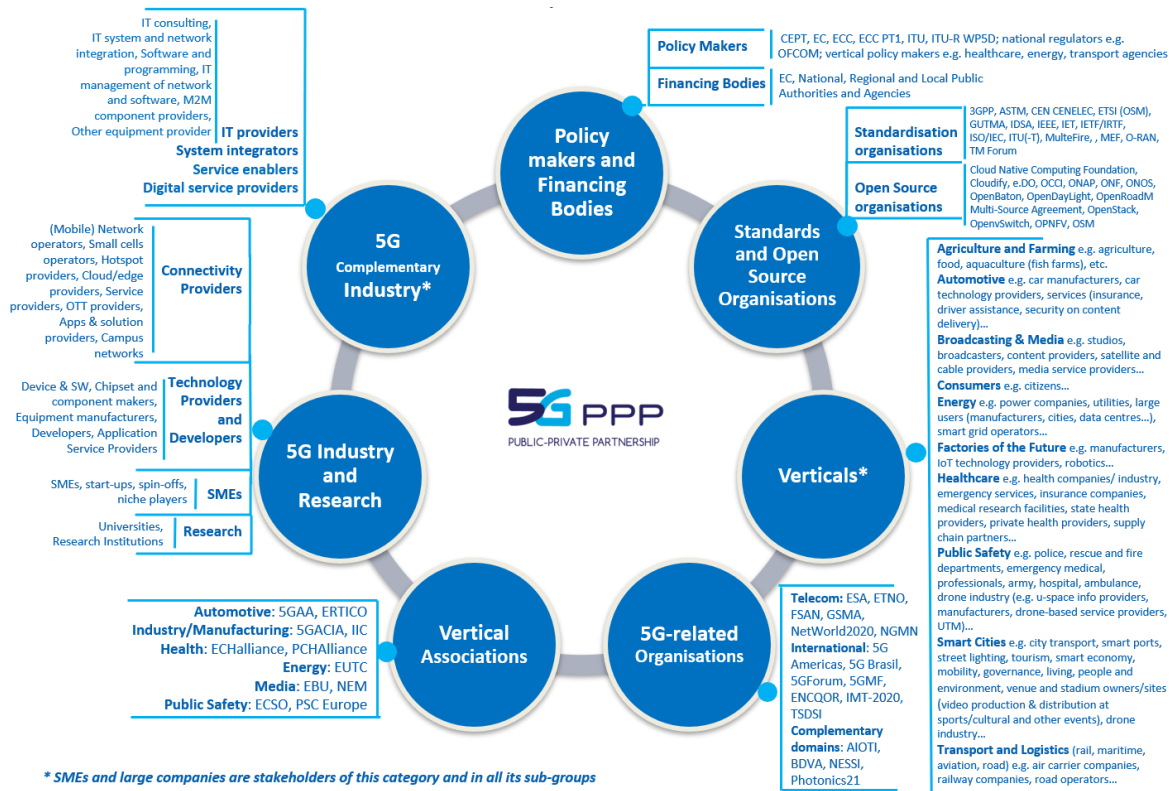 IT consulting,
IT system and network
integration, Software and
programming, IT
management of network
and software, M2M
component providers,
Other equipment provider
IT providers
System integrators
Service enablers
Digital service providers
Policy Makers
CEPT, EC, ECC, ECC PT1, ITU, ITU-R WP5D; national regulators e.g.
OFCOM; vertical policy makers e.g. healthcare, energy, transport agencies
Financing Bodies
EC, National, Regional and Local Public
Authorities and Agencies
Policy
makers and
Financing
Bodies
Standardisation
organisations
3GPP, ASTM, CEN CENELEC, ETSI (OSM),
GUTMA, IDSA, IEEE, IET, IETF/IRTF,
ISO/IEC, ITU(-T), MulteFire, , MEF, O-RAN,
TM Forum
Open Source
organisations
Cloud Native Computing Foundation,
Cloudify, e.DO, OCCI, ONAP, ONF, ONOS,
OpenBaton, OpenDayLight, OpenRoadM
Multi-Source Agreement, OpenStack,
OpenvSwitch, OPNFV, OSM
5G
Complementary
Industry*
Standards
and Open
Source
Organisations
(Mobile) Network
operators, Small cells
operators, Hotspot
providers, Cloud/edge
providers, Service
providers, OTT providers,
Apps & solution
providers, Campus
networks
Connectivity
Providers
Device & SW, Chipset and
component makers,
Equipment manufacturers,
Developers, Application
Service Providers
Technology
Providers
and
Developers
SMEs, start-ups, spin-offs,
niche players
SMEs
Universities,
Research Institutions
Research
5G Industry
and
Research
5G PPP
PUBLIC-PRIVATE PARTNERSHIP
Verticals*
Agriculture and Farming e.g. agriculture,
food, aquaculture (fish farms), etc.
Automotive e.g. car manufacturers, car
technology providers, services (insurance,
driver assistance, security on content
delivery)...
Broadcasting & Media e.g. studios,
broadcasters, content providers, satellite and
cable providers, media service providers...
Consumers e.g. citizens...
Energy e.g. power companies, utilities, large
users (manufacturers, cities, data centres...),
smart grid operators...
Factories of the Future e.g. manufacturers,
IoT technology providers, robotics...
Healthcare e.g. health companies/ industry,
emergency services, insurance companies,
medical research facilities, state health
providers, private health providers, supply
chain partners...
Public Safety e.g. police, rescue and fire
departments, emergency medical,
professionals, army, hospital, ambulance,
drone industry (e.g. u-space info providers,
manufacturers, drone-based service providers,
UTM)...
Smart Cities e.g. city transport, smart ports,
street lighting, tourism, smart economy,
mobility, governance, living, people and
environment, venue and stadium owners/sites
(video production & distribution at
sports/cultural and other events), drone
industry...
Transport and Logistics (rail, maritime,
aviation, road) e.g. air carrier companies,
railway companies, road operators...
Automotive: 5GAA, ERTICO
Industry/Manufacturing: 5GACIA, IIC
Health: ECHalliance, PCHAlliance
Energy: EUTC
Media: EBU, NEM
Public Safety: ECSO, PSC Europe
Vertical
Associations
5G-related
Organisations
Telecom: ESA, ETNO,
FSAN, GSMA,
NetWorld2020, NGMN
International: 5G
Americas, 5G Brasil,
5GForum, 5GMF,
ENCQOR, IMT-2020,
TSDSI
Complementary
domains: AIOTI,
BDVA, NESSI,
Photonics21
* SMEs and large companies are stakeholders of this category and in all its sub-groups